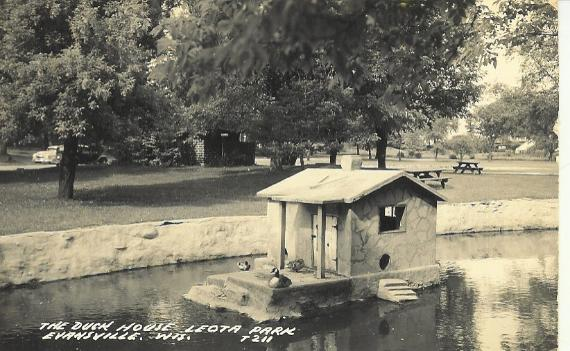 THE DUCK HOUSE LEOTA PARK
EVANSVILLE. WIS. T211